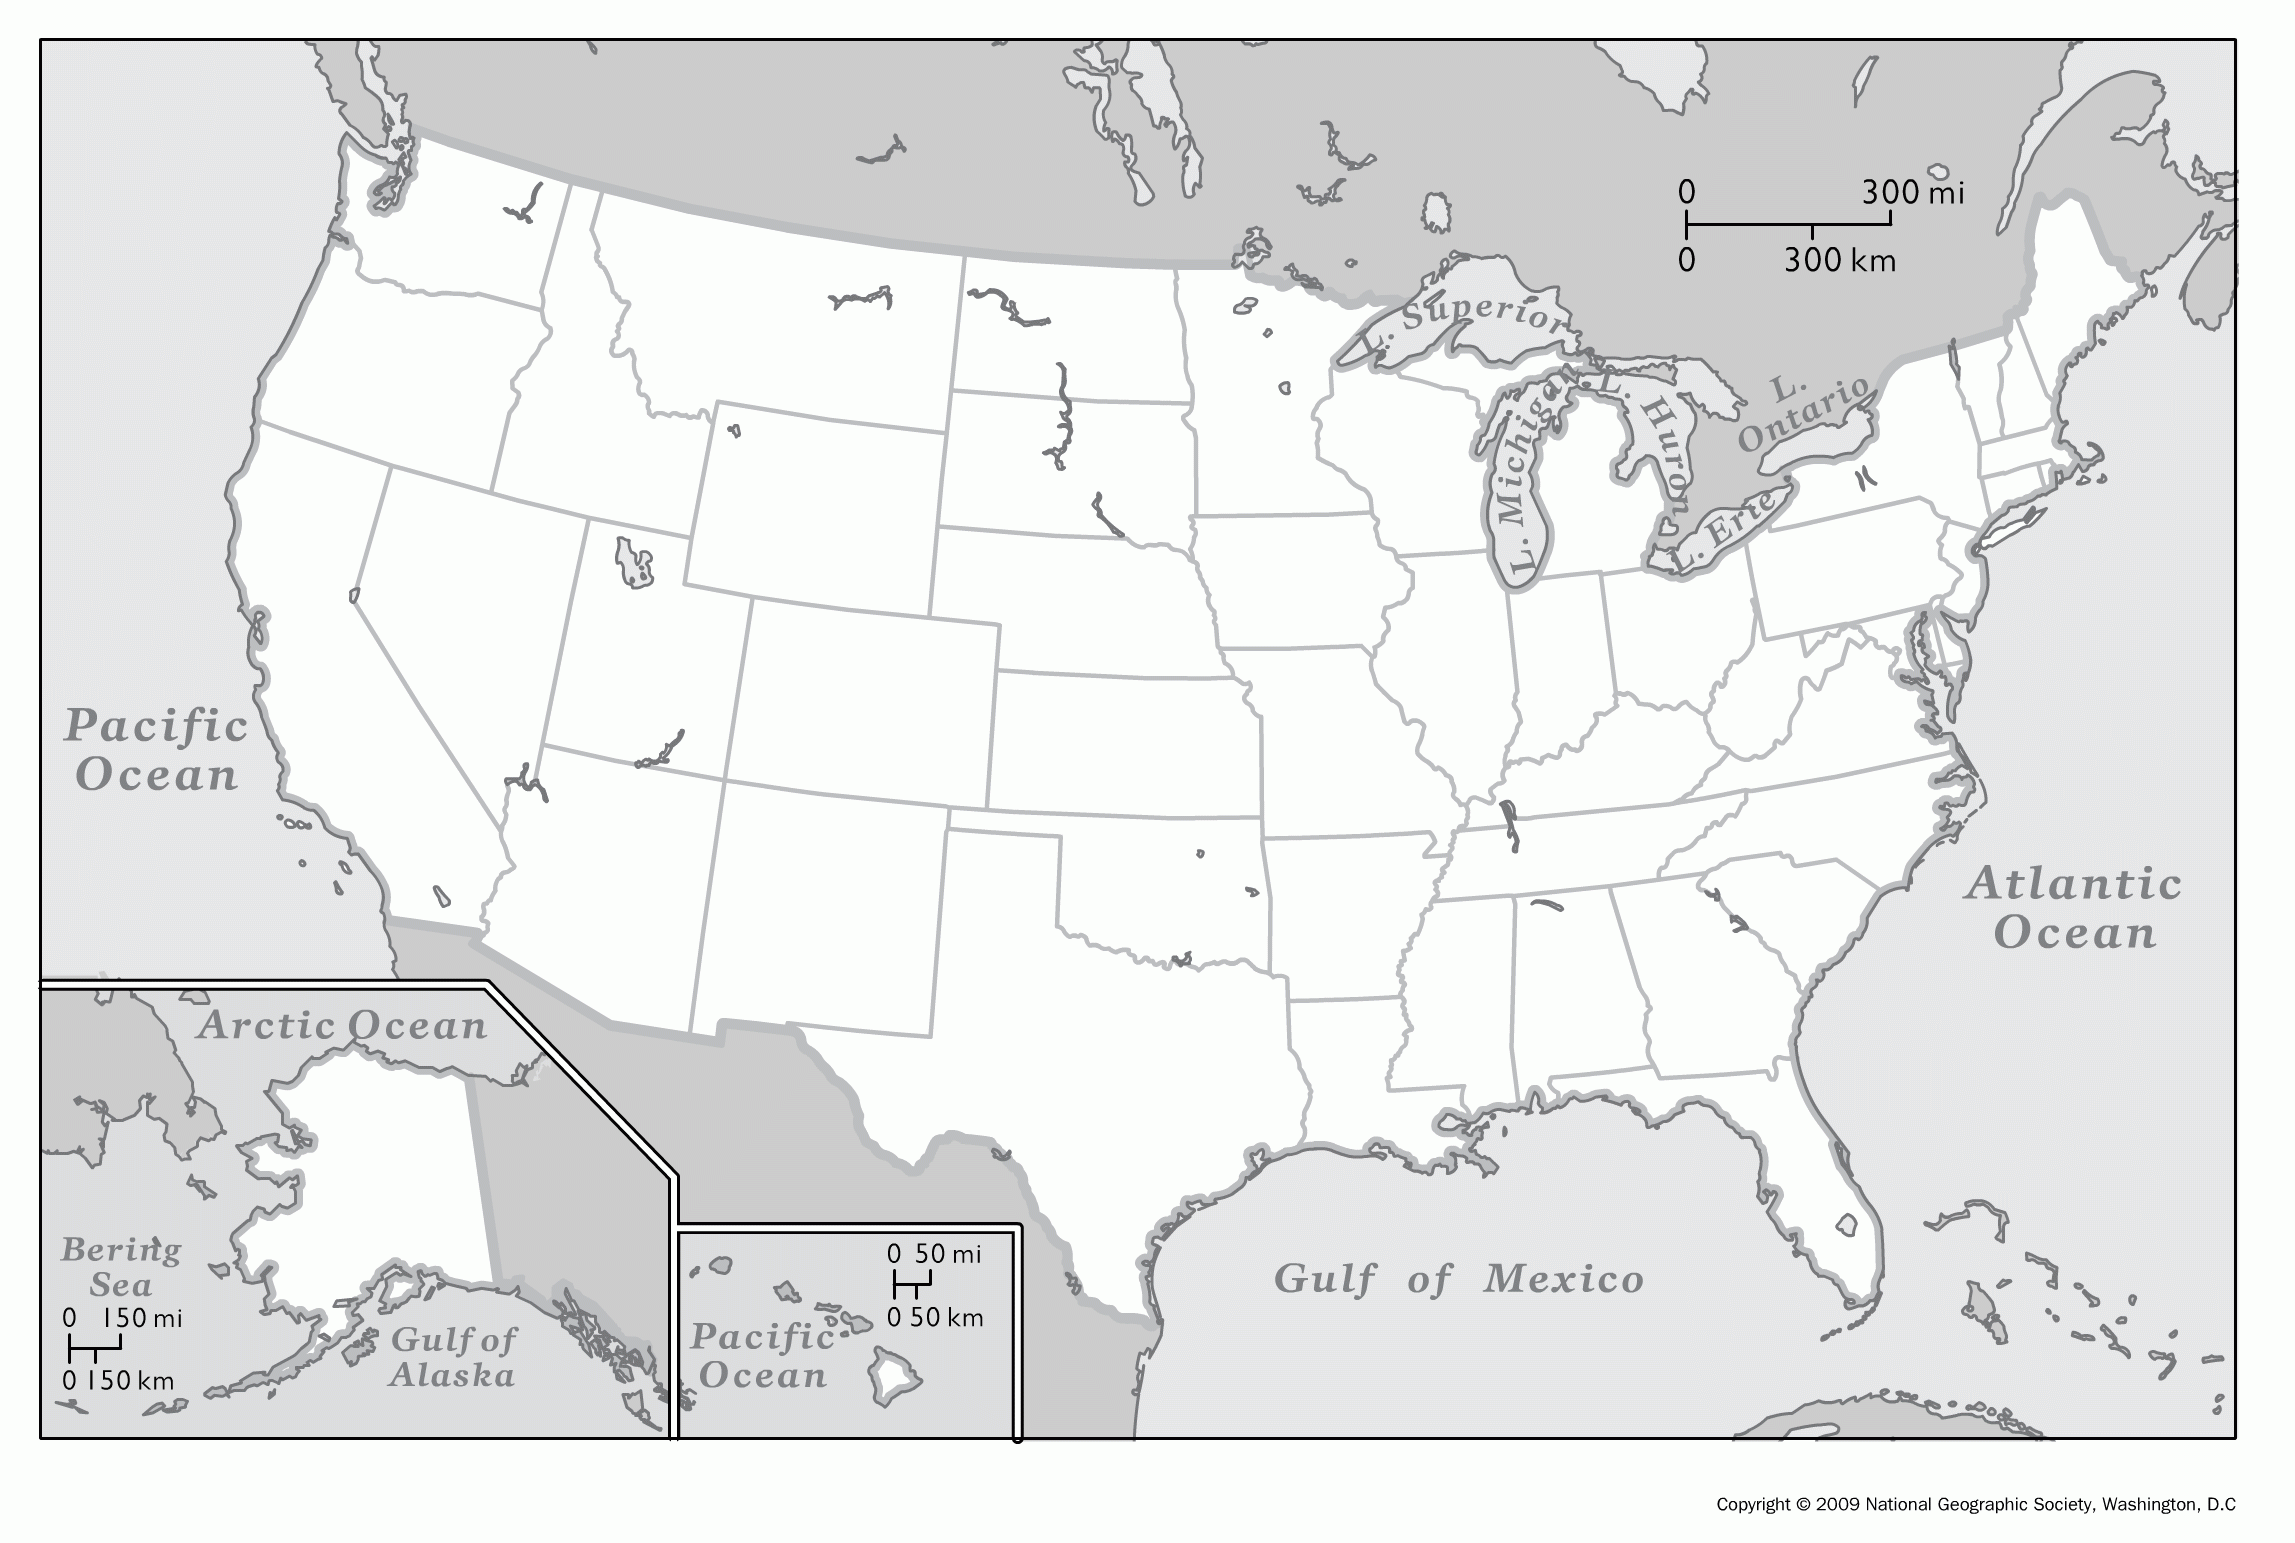 0 300 mi
0 300 km
L. Superior
L. Michigan
L. Huron
L.
Ontario
L. Erie
Pacific
Ocean
Atlantic
Ocean
Arctic Ocean
Bering
Sea
0 150 mi
0 150 km
Gulf of
Alaska
0 50 mi
0 50 km
Pacific
Ocean
Gulf of Mexico
Copyright © 2009 National Geographic Society, Washington, D.C